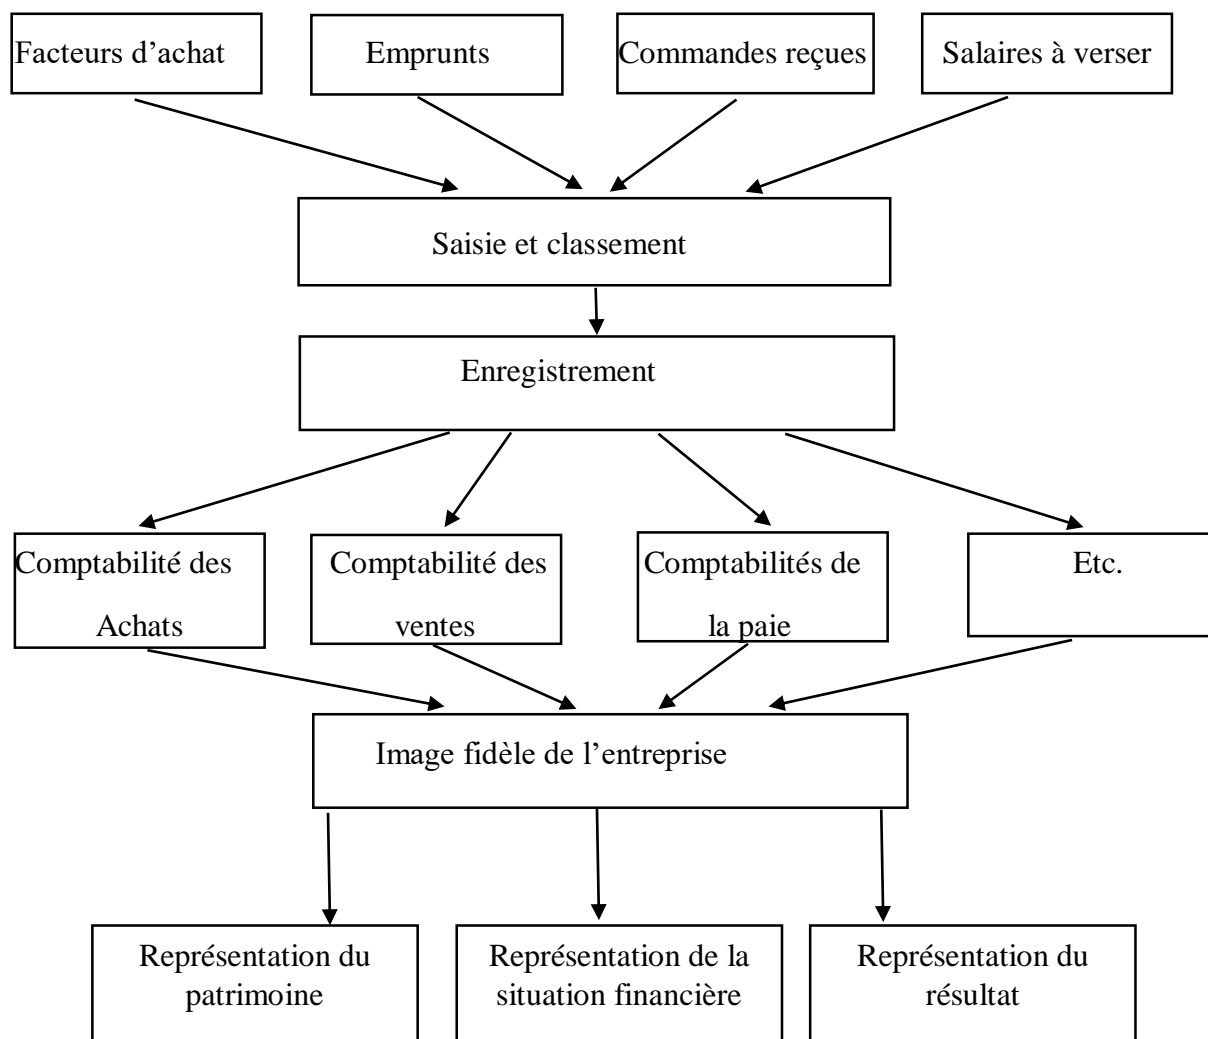 Facteurs d’achat
Emprunts
Commandes reçues
Salaires à verser
Saisie et classement
Enregistrement
Comptabilité des
Achats
Comptabilité des
ventes
Comptabilités de
la paie
Etc.
Image fidèle de l’entreprise
Représentation du
patrimoine
Représentation de la
situation financière
Représentation du
résultat